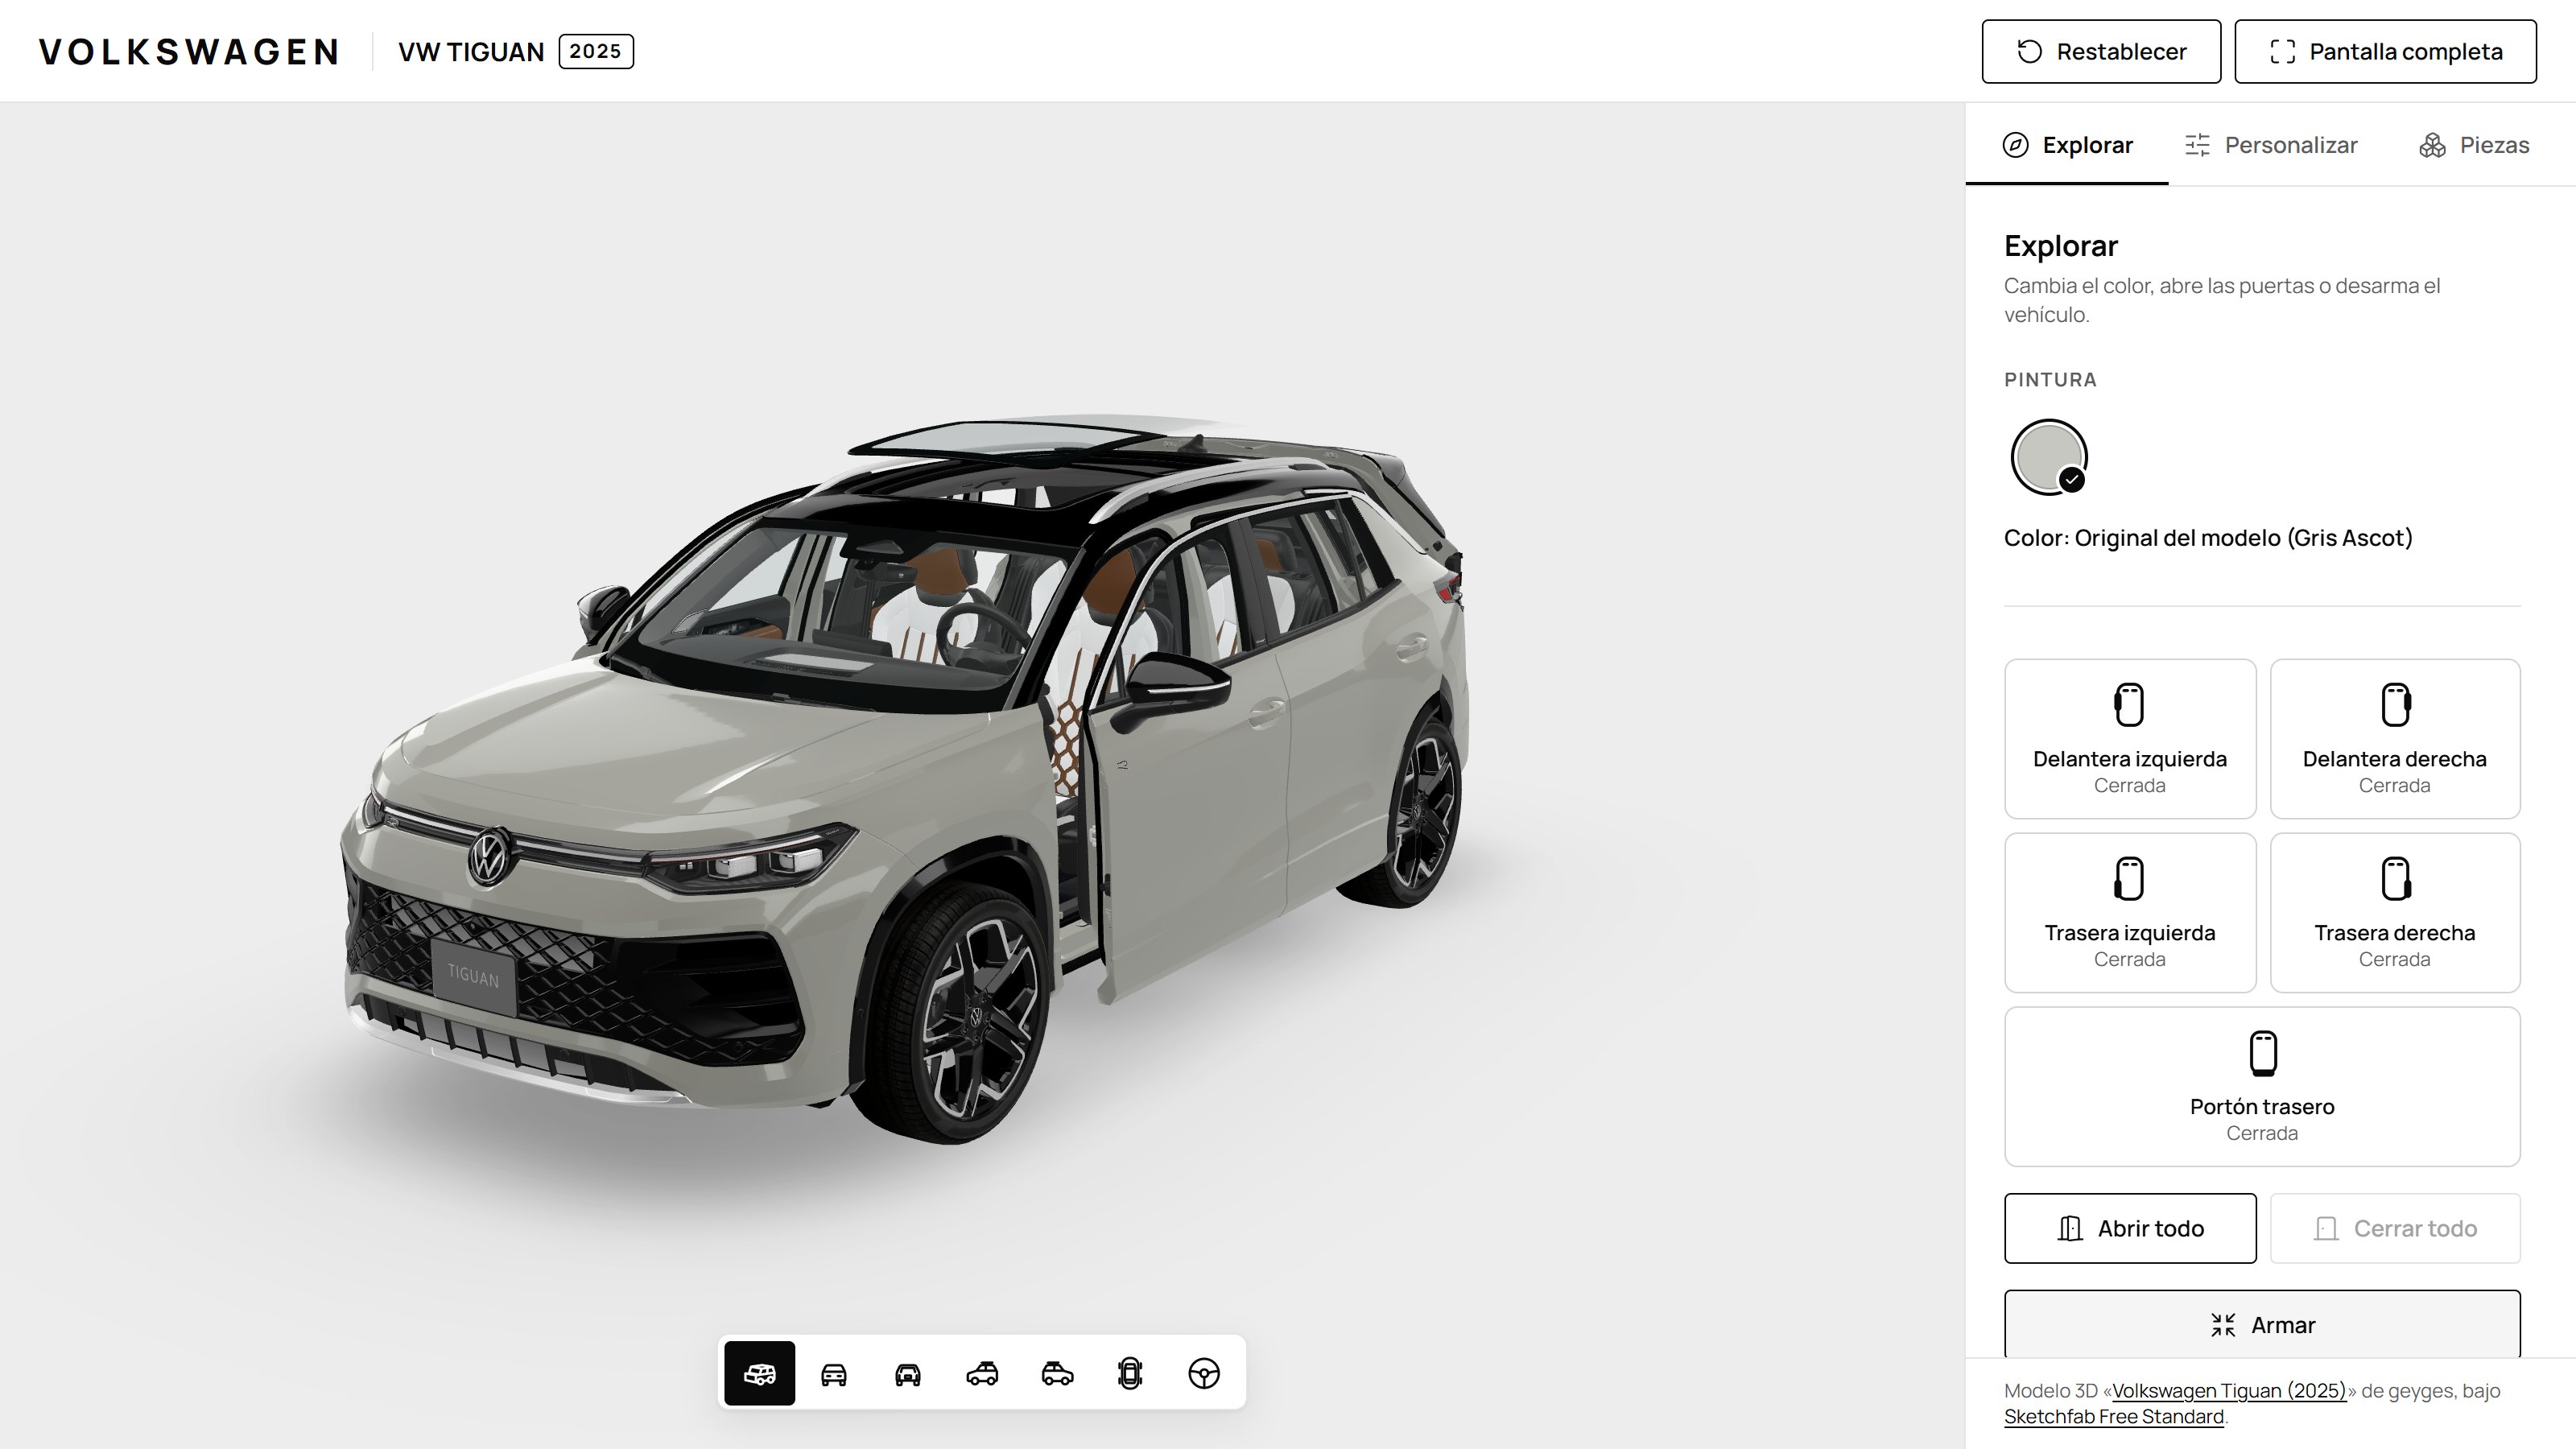 VOLKSWAGEN
VW TIGUAN
2025
Restablecer
Pantalla completa
Explorar
Personalizar
Piezas
Explorar
Cambia el color, abre las puertas o desarma el
vehículo.
PINTURA
Color: Original del modelo (Gris Ascot)
Delantera izquierda
Cerrada
Delantera derecha
Cerrada
Trasera izquierda
Cerrada
Trasera derecha
Cerrada
Portón trasero
Cerrada
Abrir todo
Cerrar todo
Armar
Modelo 3D «Volkswagen Tiguan (2025)» de geyges, bajo
Sketchfab Free Standard.
TIGUAN